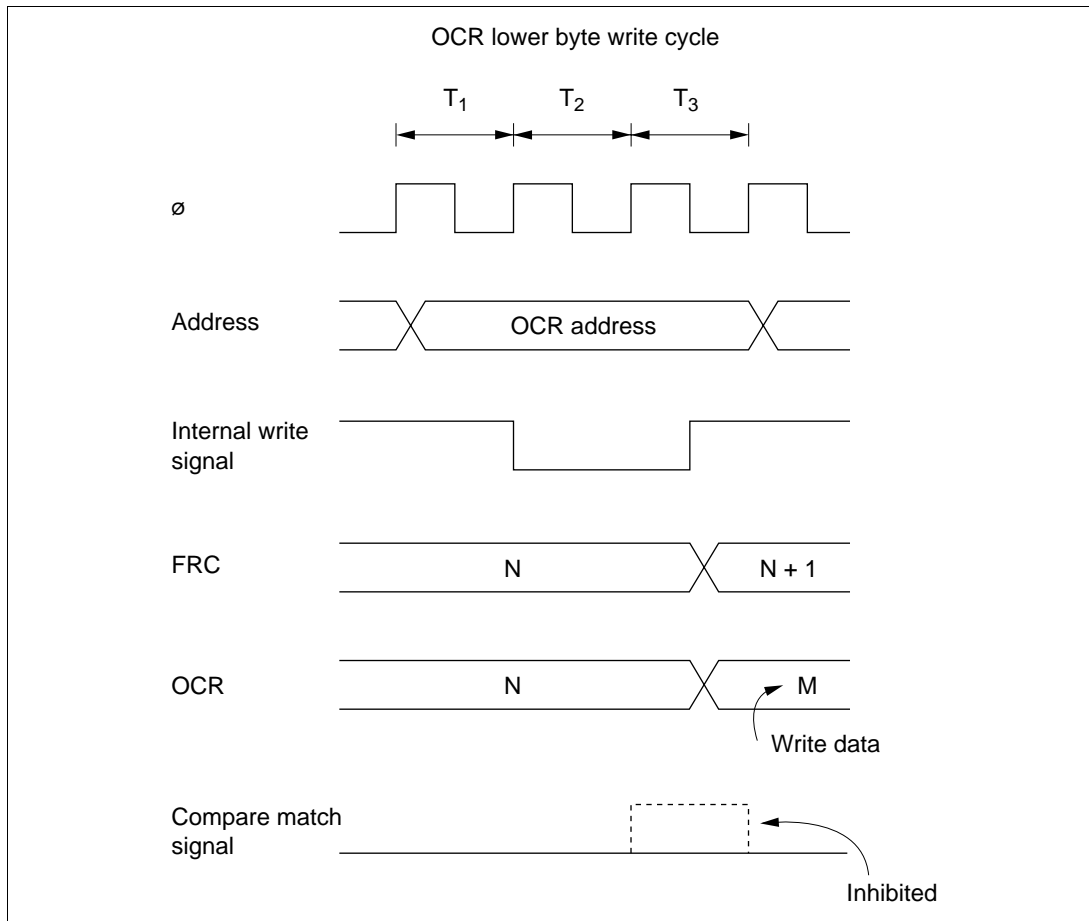 OCR lower byte write cycle
T₁ T₂ T₃
ø
Address
OCR address
Internal write
signal
FRC
N
N + 1
OCR
N
M
Write data
Compare match
signal
Inhibited